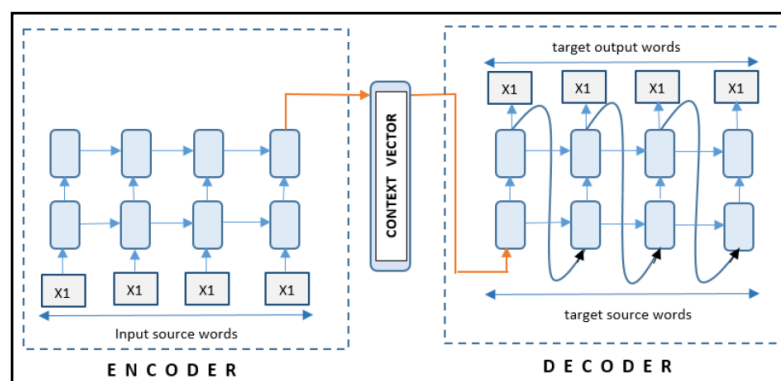 target output words
X1 X1 X1 X1
CONTEXT VECTOR
X1 X1 X1 X1
Input source words
target source words
ENCODER
DECODER